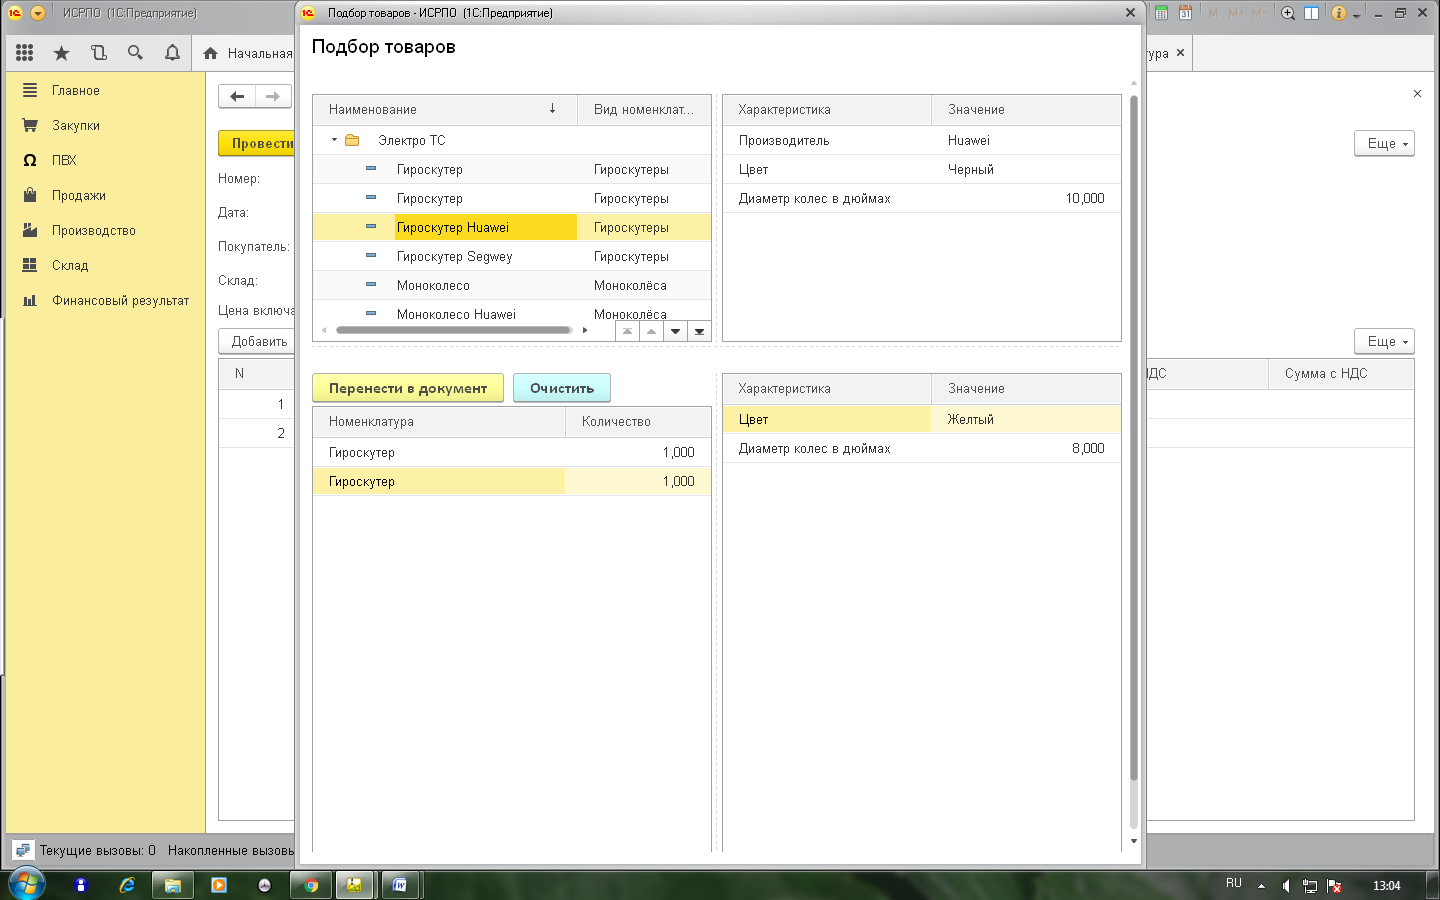 ИСРПО (1С:Предприятие)
Подбор товаров - ИСРПО (1С:Предприятие)
M M+ M-
Начальная
ура
Подбор товаров
Главное
Закупки
ПВХ
Продажи
Производство
Склад
Финансовый результат
Провести
Номер:
Дата:
Покупатель:
Склад:
Цена включа
Добавить
N
1
2
Наименование Вид номенклат...
Электро ТС
Гироскутер Гироскутеры
Гироскутер Гироскутеры
Гироскутер Huawei Гироскутеры
Гироскутер Segwey Гироскутеры
Моноколесо Моноколёса
Моноколесо Huawei Моноколёса
Характеристика Значение
Производитель Huawei
Цвет Черный
Диаметр колес в дюймах 10,000
Перенести в документ Очистить
Номенклатура Количество
Гироскутер 1,000
Гироскутер 1,000
Характеристика Значение
Цвет Желтый
Диаметр колес в дюймах 8,000
Еще
Еще
НДС Сумма с НДС
Текущие вызовы: 0 Накопленные вызовы
RU 13:04